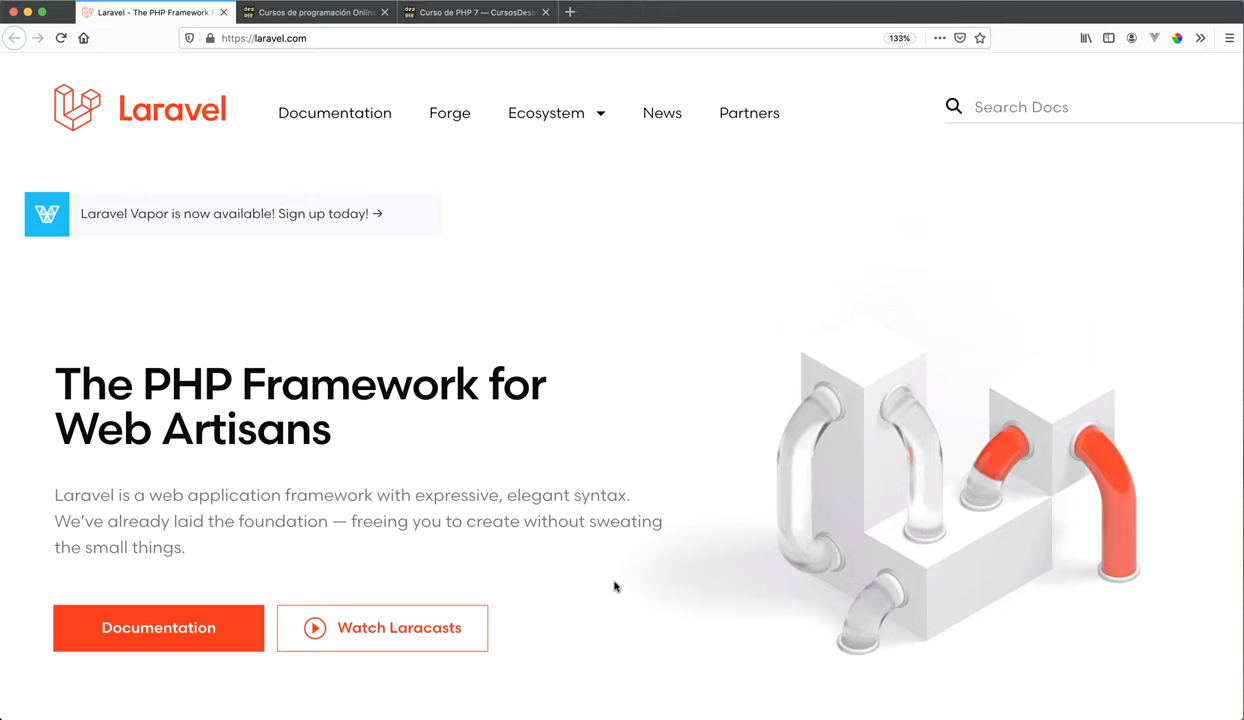 Laravel - The PHP Framework
Cursos de programación Online
Curso de PHP 7 — CursosDesa
https://laravel.com
133%
Laravel
Documentation
Forge
Ecosystem
News
Partners
Search Docs
Laravel Vapor is now available! Sign up today! →
The PHP Framework for
Web Artisans
Laravel is a web application framework with expressive, elegant syntax.
We've already laid the foundation — freeing you to create without sweating
the small things.
Documentation
Watch Laracasts